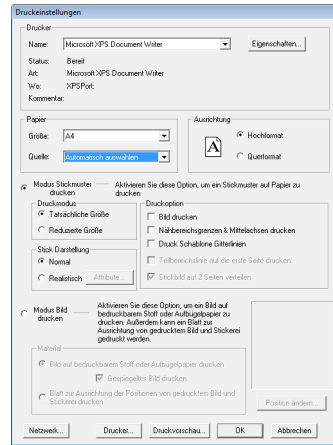 Druckeinstellungen
Drucker
Name: Microsoft XPS Document Writer Eigenschaften...
Status: Bereit
Art: Microsoft XPS Document Writer
Wo: XPSPort:
Kommentar:
Papier
Größe: A4
Quelle: Automatisch auswählen
Ausrichtung
A
Hochformat
Querformat
Modus Stickmuster drucken
Aktivieren Sie diese Option, um ein Stickmuster auf Papier zu drucken
Druckmodus
Tatsächliche Größe
Reduzierte Größe
Stick Darstellung
Normal
Realistisch Attribute...
Druckoption
Bild drucken
Nähbereichsgrenzen & Mittelachsen drucken
Druck Schablone Gitterlinien
Teilbereichslinie auf die erste Seite drucken
Stickbild auf 2 Seiten verteilen
Modus Bild drucken
Aktivieren Sie diese Option, um ein Bild auf
bedruckbarem Stoff oder Aufbügelpapier zu
drucken. Außerdem kann ein Blatt zur
Ausrichtung von gedrucktem Bild und Stickerei
gedruckt werden.
Material
Bild auf bedruckbarem Stoff oder Aufbügelpapier drucken
Gespiegeltes Bild drucken
Blatt zur Ausrichtung der Positionen von gedrucktem Bild und
Stickerei drucken
Position ändern...
Netzwerk... Drucker... Druckvorschau... OK Abbrechen